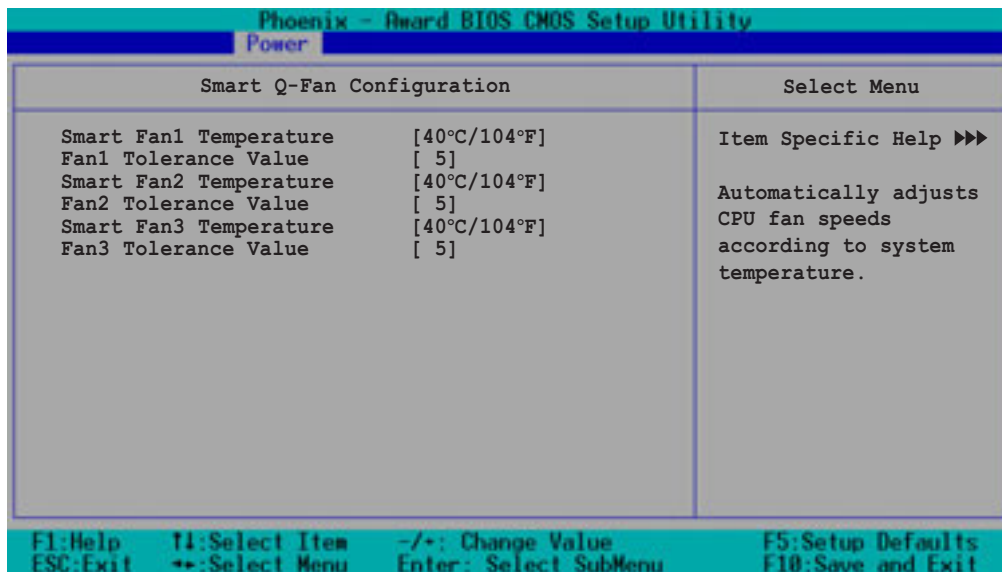 Phoenix - Award BIOS CMOS Setup Utility
Power
Smart Q-Fan Configuration
Select Menu
Smart Fan1 Temperature [40°C/104°F]
Fan1 Tolerance Value [ 5]
Smart Fan2 Temperature [40°C/104°F]
Fan2 Tolerance Value [ 5]
Smart Fan3 Temperature [40°C/104°F]
Fan3 Tolerance Value [ 5]
Item Specific Help ▶▶▶
Automatically adjusts
CPU fan speeds
according to system
temperature.
F1:Help ↑↓:Select Item -/+: Change Value F5:Setup Defaults
ESC:Exit ←→:Select Menu Enter: Select SubMenu F10:Save and Exit